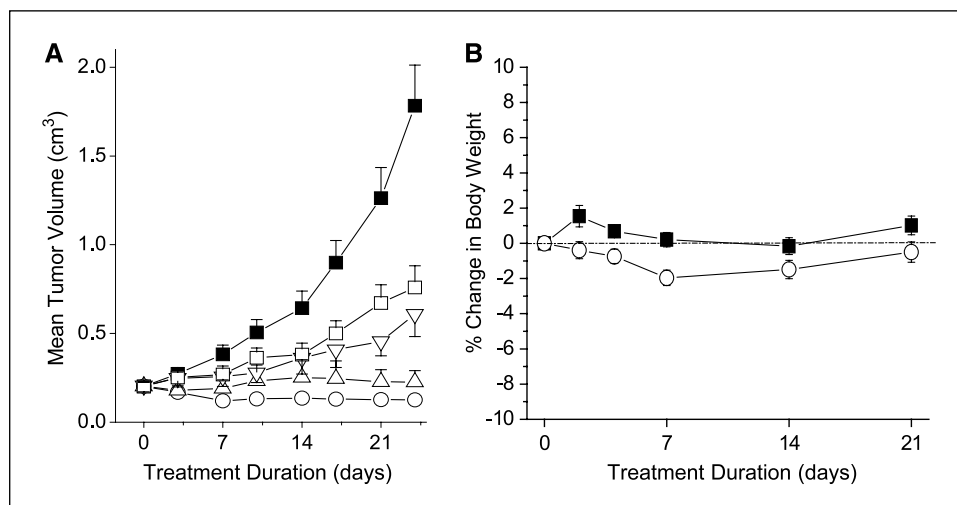 A
Mean Tumor Volume (cm³)
2.0
1.5
1.0
0.5
0.0
0 7 14 21
Treatment Duration (days)
B
% Change in Body Weight
10
8
6
4
2
0
-2
-4
-6
-8
-10
0 7 14 21
Treatment Duration (days)